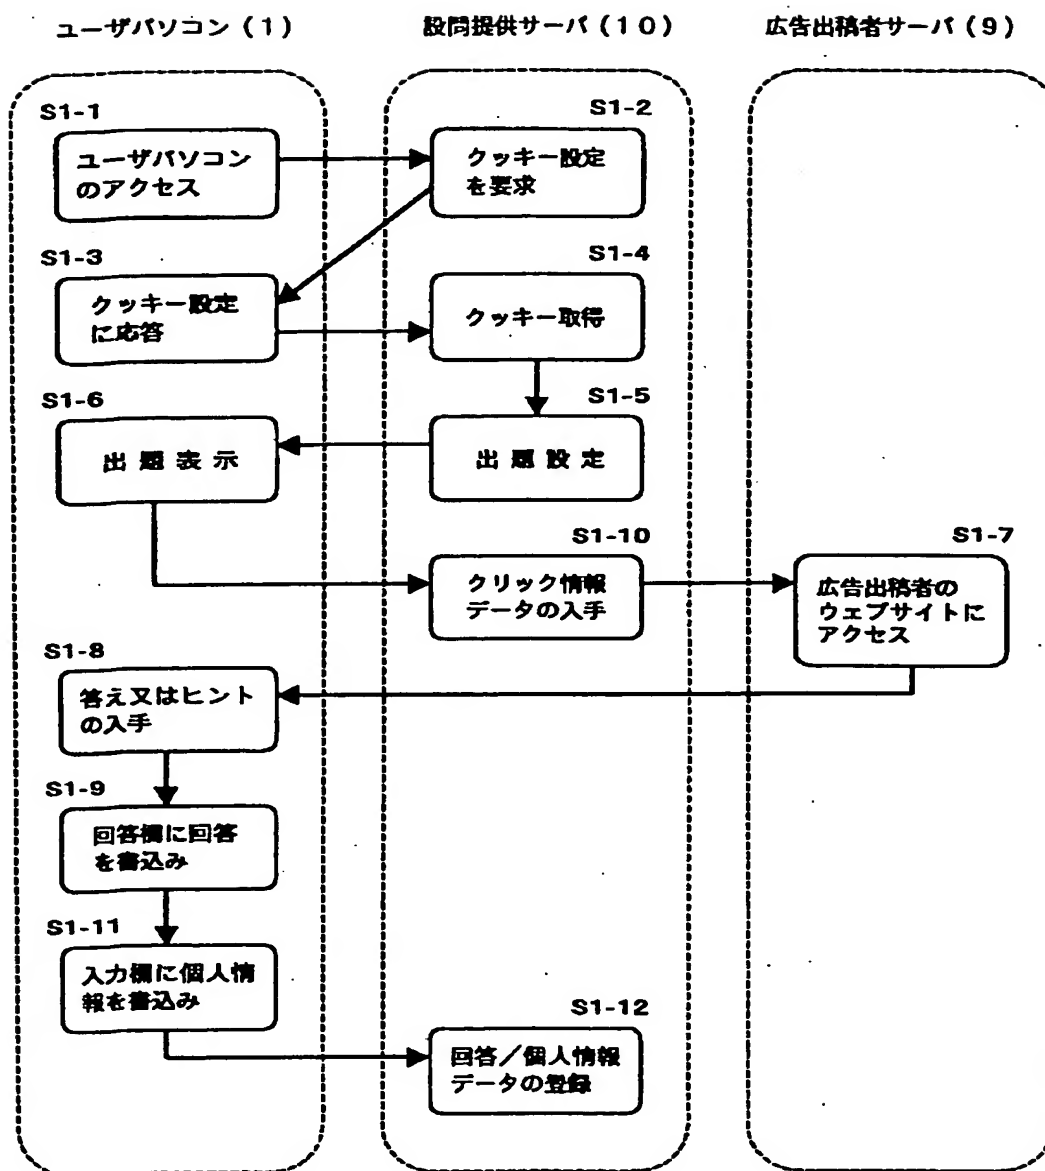 ユーザパソコン(1)
設問提供サーバ(10)
広告出稿者サーバ(9)
S1-1
ユーザパソコン
のアクセス
S1-2
クッキー設定
を要求
S1-3
クッキー設定
に応答
S1-4
クッキー取得
S1-5
出題設定
S1-6
出題表示
S1-10
クリック情報
データの入手
S1-7
広告出稿者の
ウェブサイトに
アクセス
S1-8
答え又はヒント
の入手
S1-9
回答欄に回答
を書込み
S1-11
入力欄に個人情
報を書込み
S1-12
回答/個人情報
データの登録